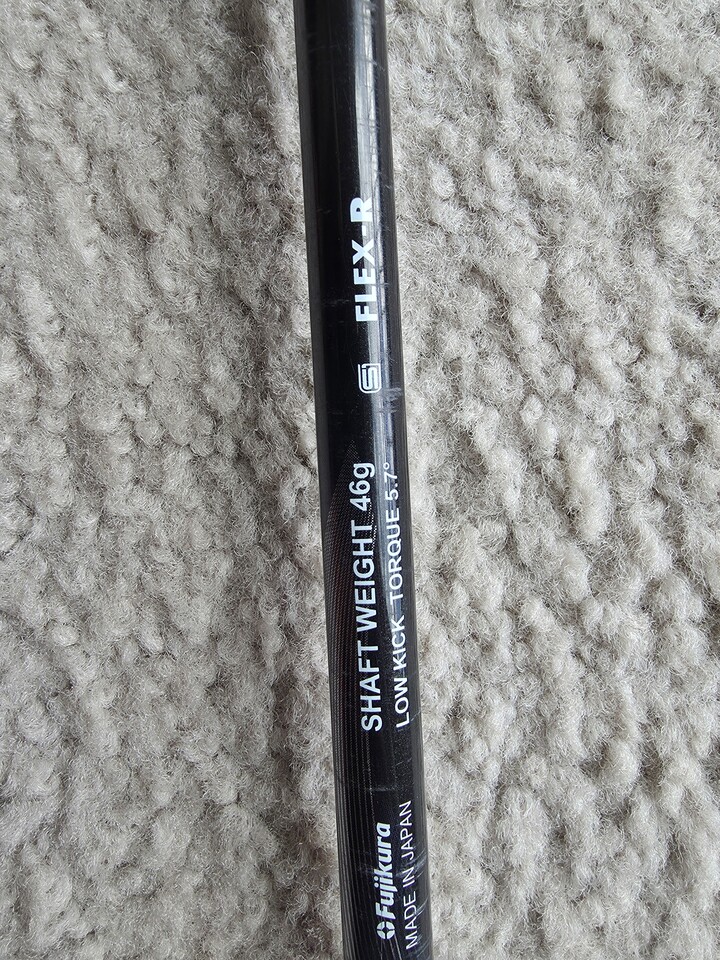 FLEX-R
SHAFT WEIGHT 46g
LOW KICK TORQUE 5.7°
Fujikura
MADE IN JAPAN